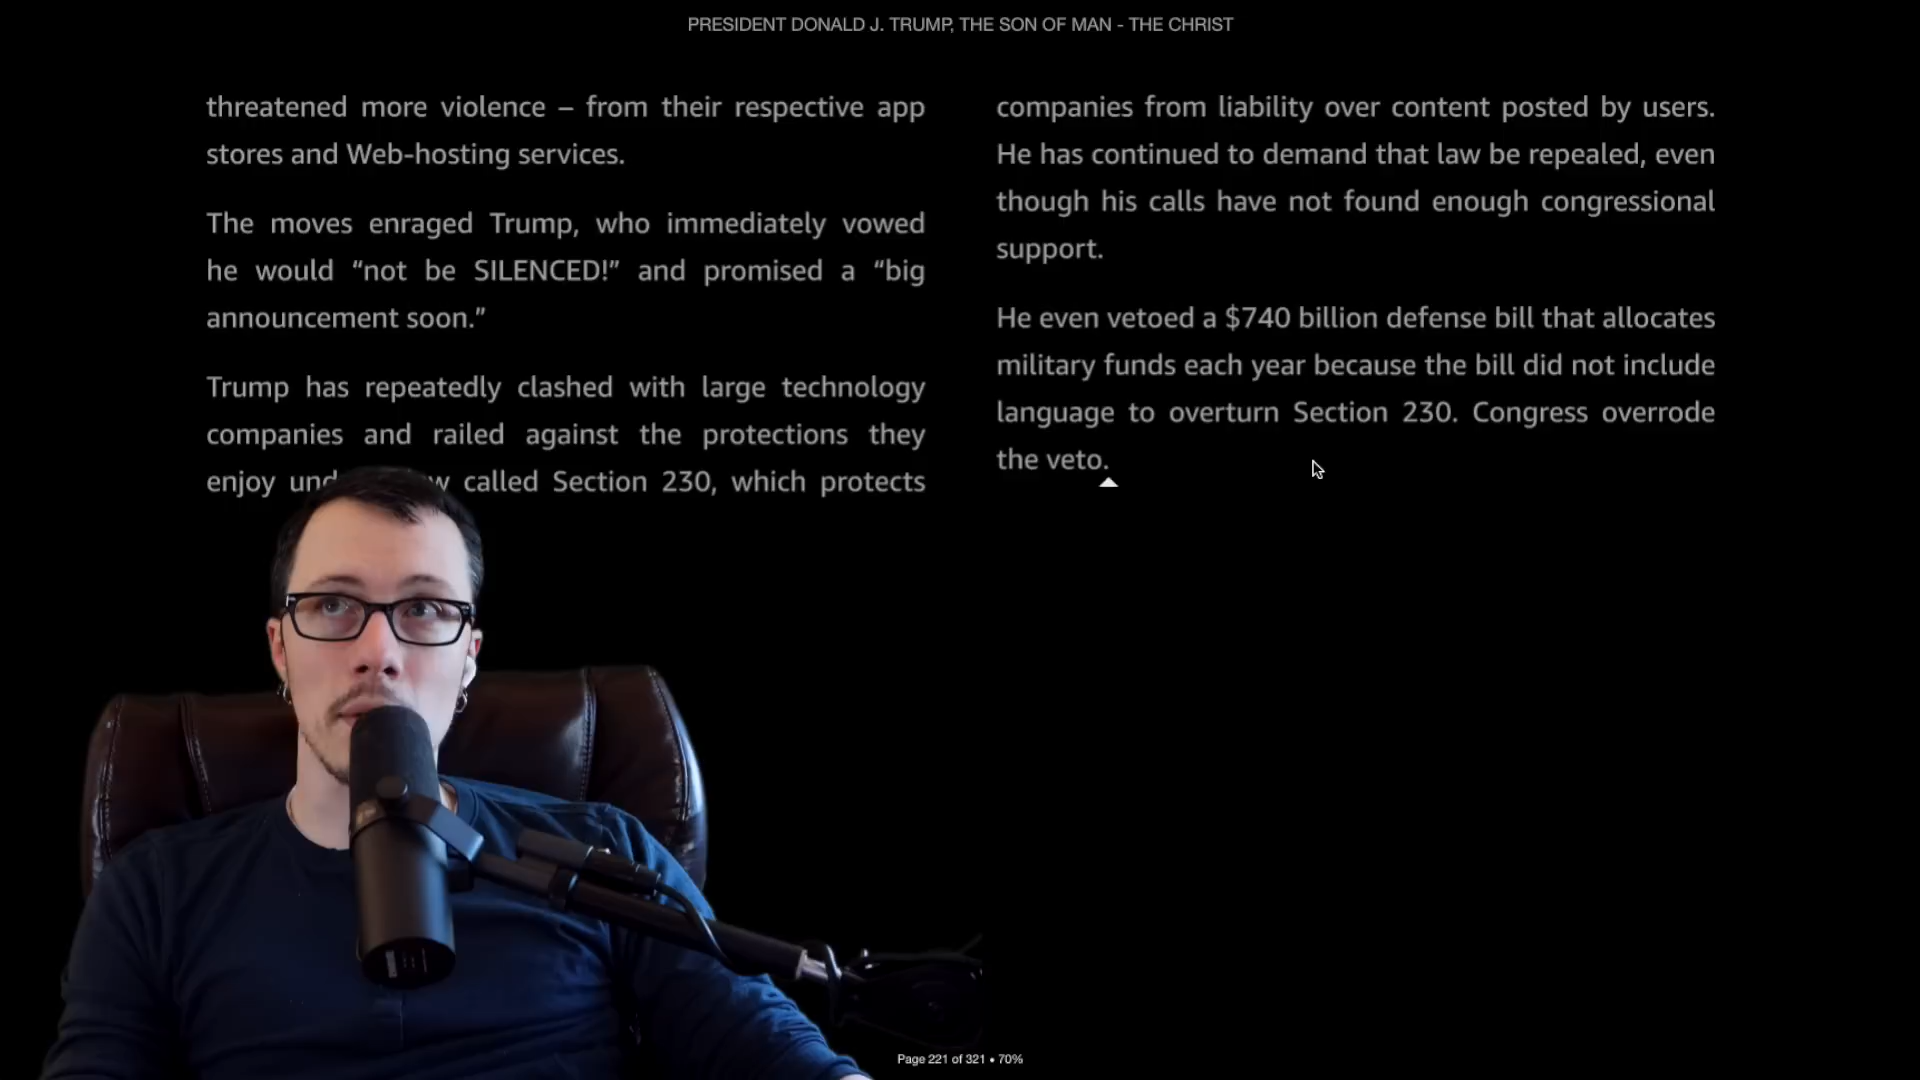 PRESIDENT DONALD J. TRUMP, THE SON OF MAN - THE CHRIST
threatened more violence – from their respective app
stores and Web-hosting services.
The moves enraged Trump, who immediately vowed
he would “not be SILENCED!” and promised a “big
announcement soon.”
Trump has repeatedly clashed with large technology
companies and railed against the protections they
enjoy called Section 230, which protects
companies from liability over content posted by users.
He has continued to demand that law be repealed, even
though his calls have not found enough congressional
support.
He even vetoed a $740 billion defense bill that allocates
military funds each year because the bill did not include
language to overturn Section 230. Congress overrode
the veto.
Page 221 of 321 • 70%